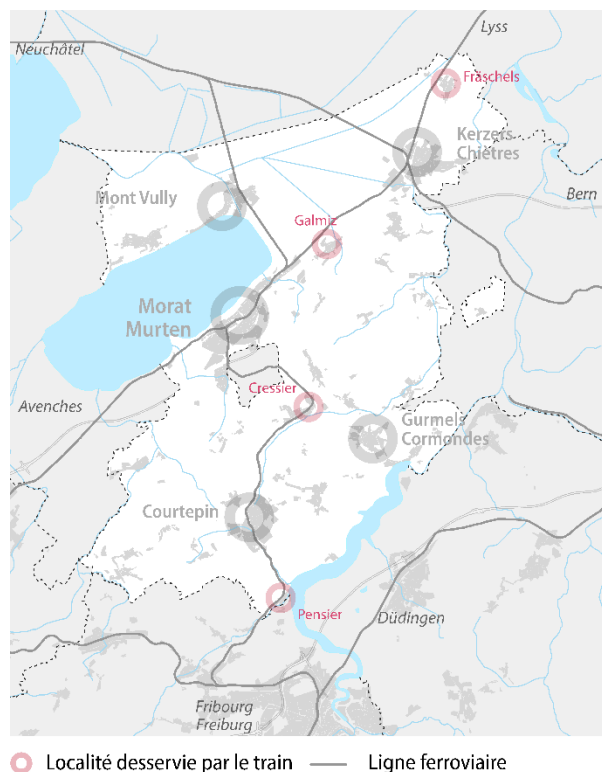 Lyss
Neuchâtel
Fräschels
Kerzers
Chiètres
Mont Vully
Bern
Galmiz
Morat
Murten
Cressier
Avenches
Gurmels
Cormondes
Courtepin
Pensier
Düdingen
Fribourg
Freiburg
Localité desservie par le train
Ligne ferroviaire